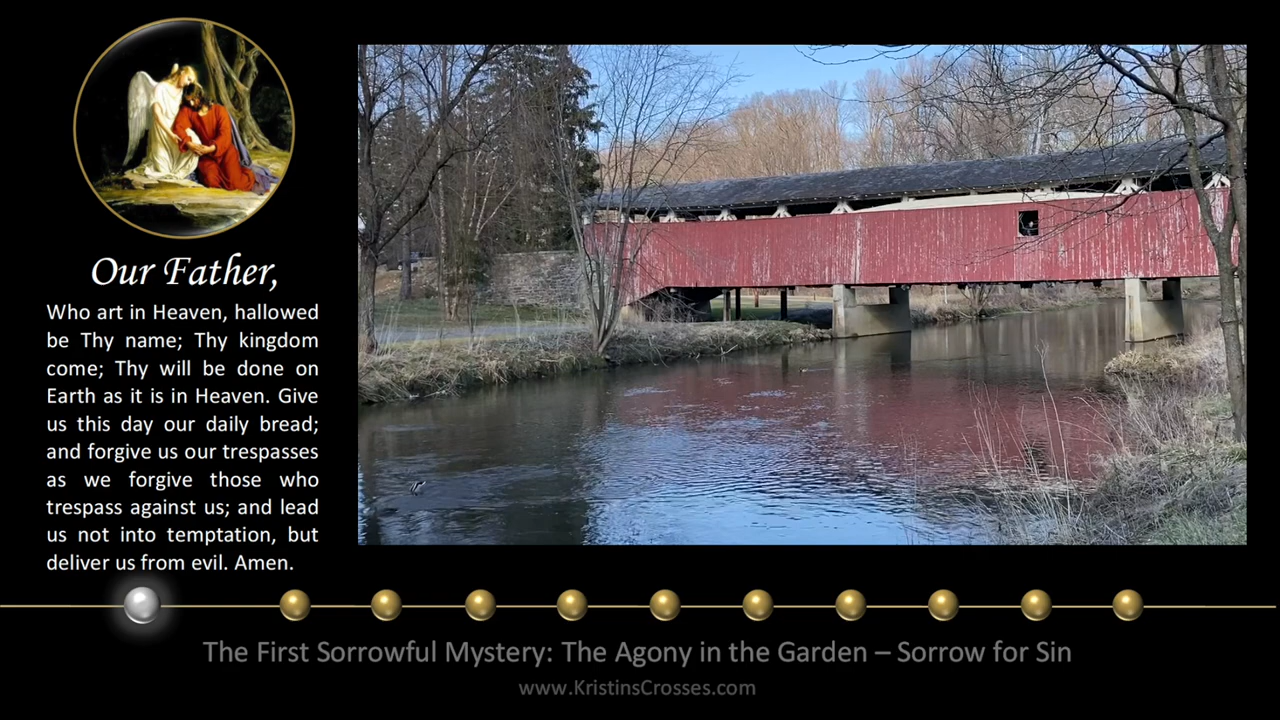 Our Father,
Who art in Heaven, hallowed
be Thy name; Thy kingdom
come; Thy will be done on
Earth as it is in Heaven. Give
us this day our daily bread;
and forgive us our trespasses
as we forgive those who
trespass against us; and lead
us not into temptation, but
deliver us from evil. Amen.
The First Sorrowful Mystery: The Agony in the Garden – Sorrow for Sin
www.KristinsCrosses.com